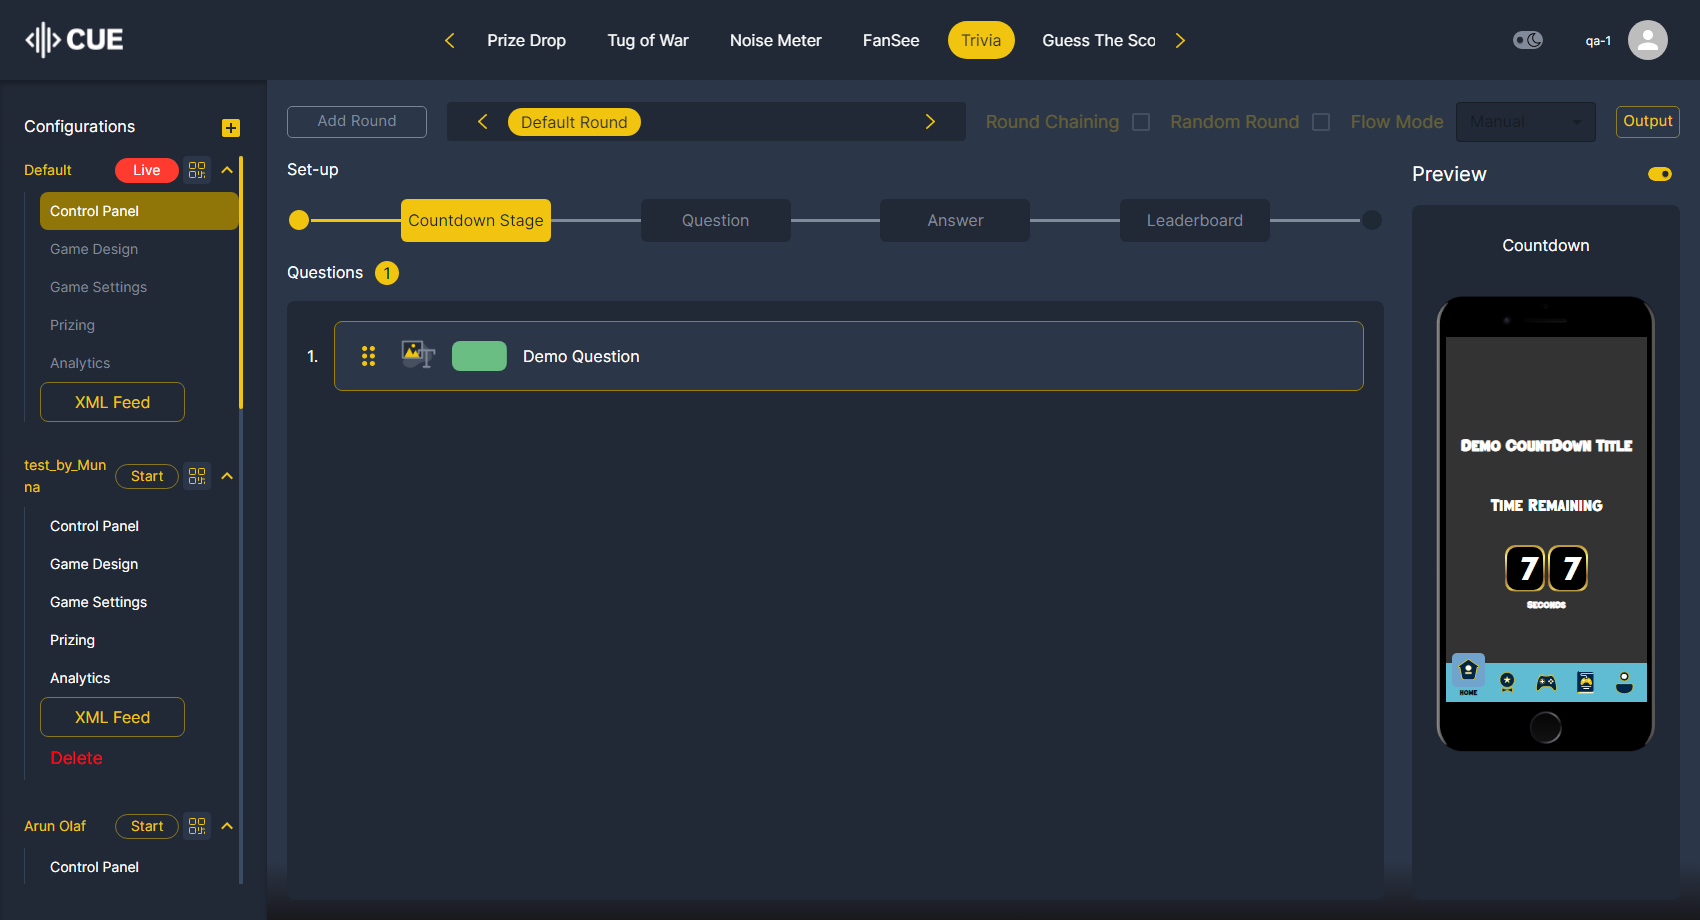 CUE
Prize Drop
Tug of War
Noise Meter
FanSee
Trivia
Guess The Sco
qa-1
Configurations
Default
Live
Control Panel
Game Design
Game Settings
Prizing
Analytics
XML Feed
test_by_Mun
na
Start
Control Panel
Game Design
Game Settings
Prizing
Analytics
XML Feed
Delete
Arun Olaf
Start
Control Panel
Add Round
Default Round
Round Chaining
Random Round
Flow Mode
Manual
Output
Set-up
Countdown Stage
Question
Answer
Leaderboard
Questions 1
1. Demo Question
Preview
Countdown
Demo CountDown Title
Time Remaining
7 7
Seconds
HOME